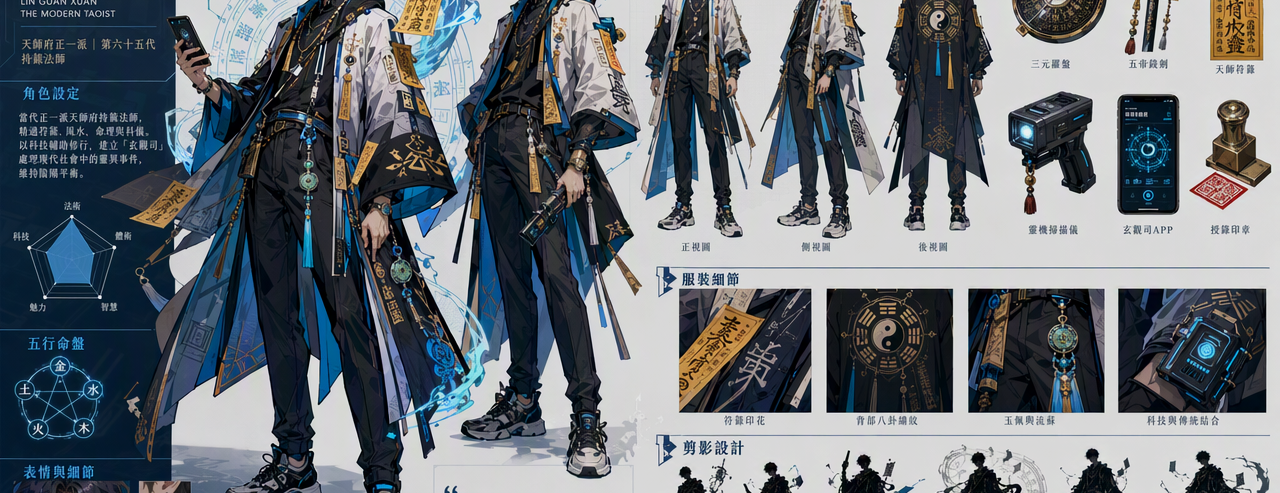 LIN GUAN XUAN
THE MODERN TAOIST
天師府正一派｜第六十五代
持籙法師
角色設定
當代正一派天師府持籙法師，
精通符籙、風水、命理與科儀。
以科技輔助修行，建立「玄觀司」
處理現代社會中的靈異事件，
維持陰陽平衡。
法術
科技
體術
魅力
智慧
五行命盤
金
土
水
火
木
表情與細節
正視圖
側視圖
後視圖
三元羅盤
五帝錢劍
天師符籙
靈機掃描儀
玄觀司APP
授籙印章
服裝細節
符籙印花
背部八卦繡紋
玉佩與流蘇
科技與傳統結合
剪影設計